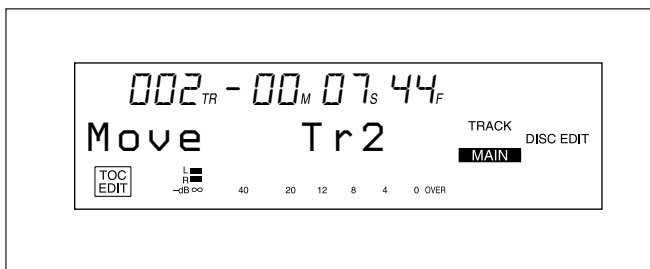 002TR - 00M 07S 44F
Move Tr2
TRACK
MAIN
DISC EDIT
TOC
EDIT
L
R
-dB ∞ 40 20 12 8 4 0 OVER